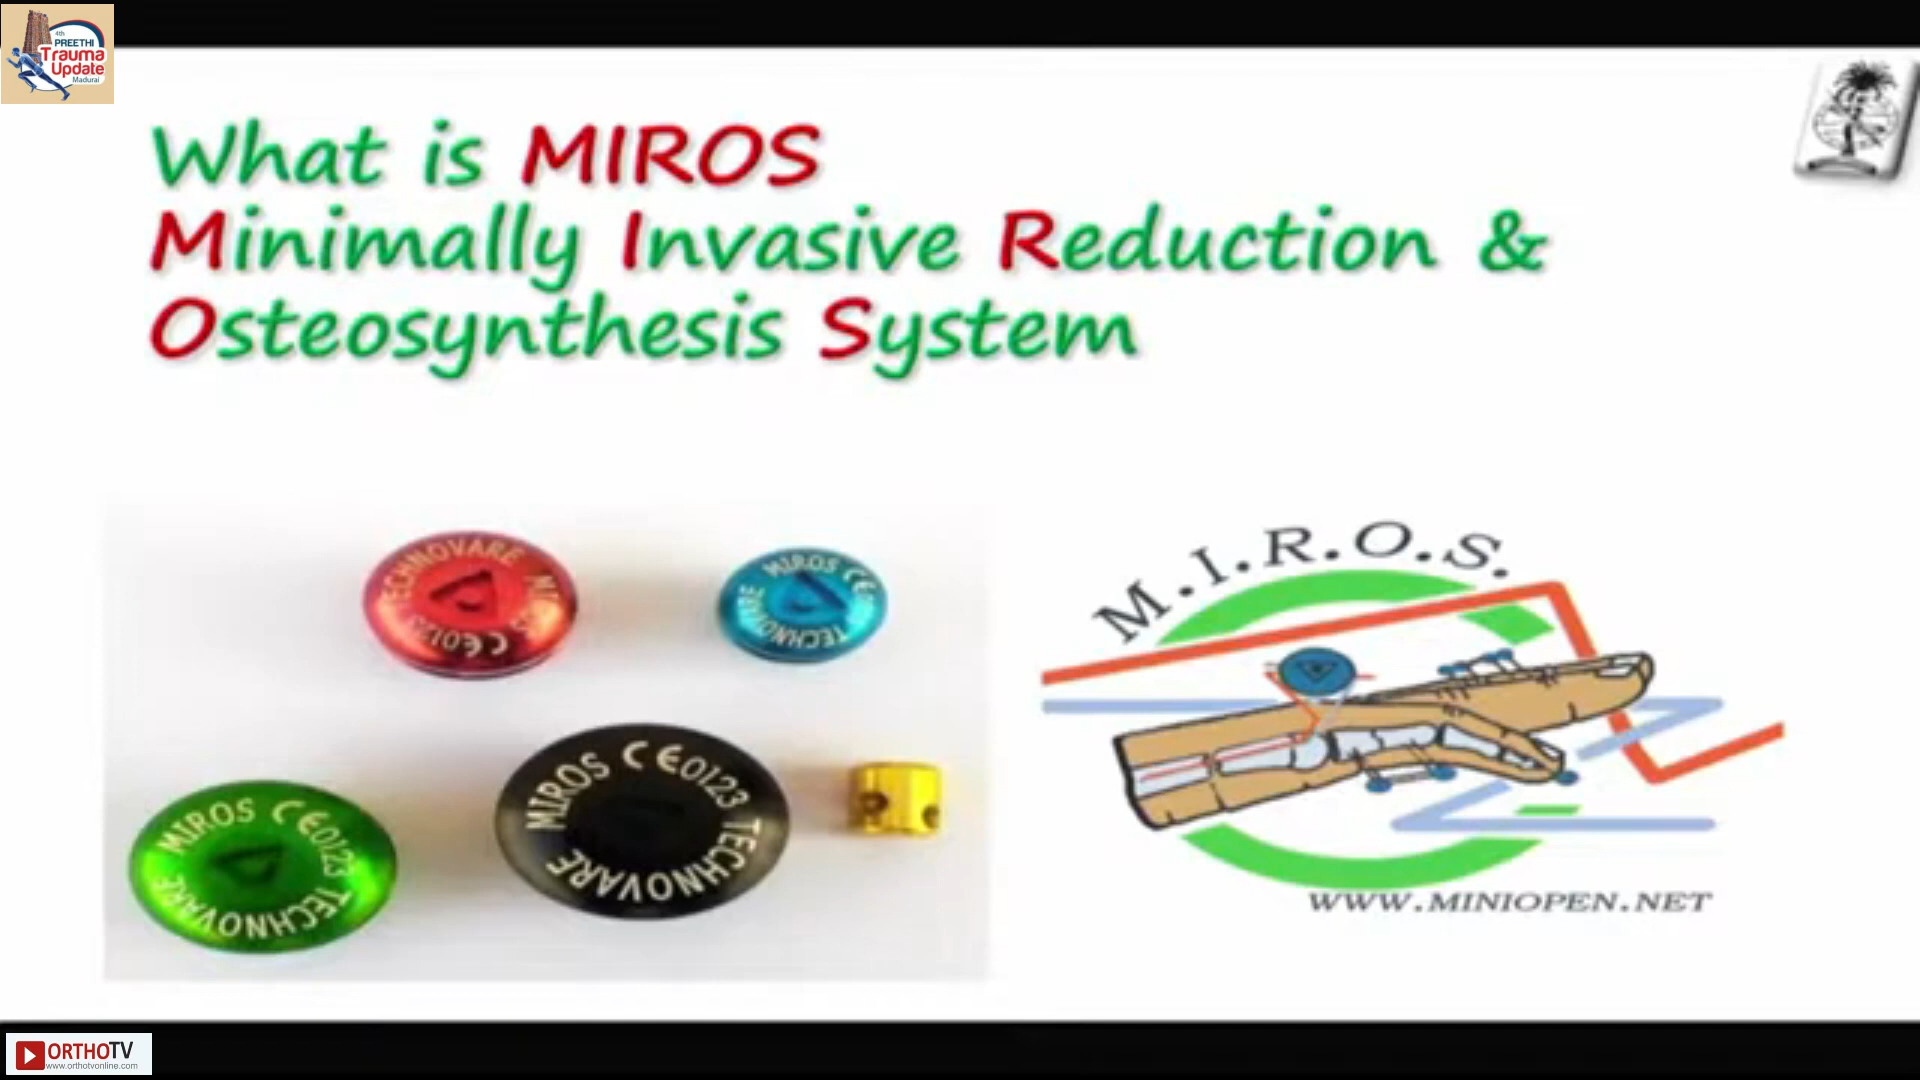 4th
PREETHI
Trauma
Update
Madurai
What is MIROS
Minimally Invasive Reduction &
Osteosynthesis System
TECHNOVARE CE0123
MIROS CE TECHNOVARE
MIROS CE0123 TECHNOVARE
MIROS CE0123 TECHNOVARE
M.I.R.O.S.
WWW.MINIOPEN.NET
ORTHOTV
www.orthotvonline.com